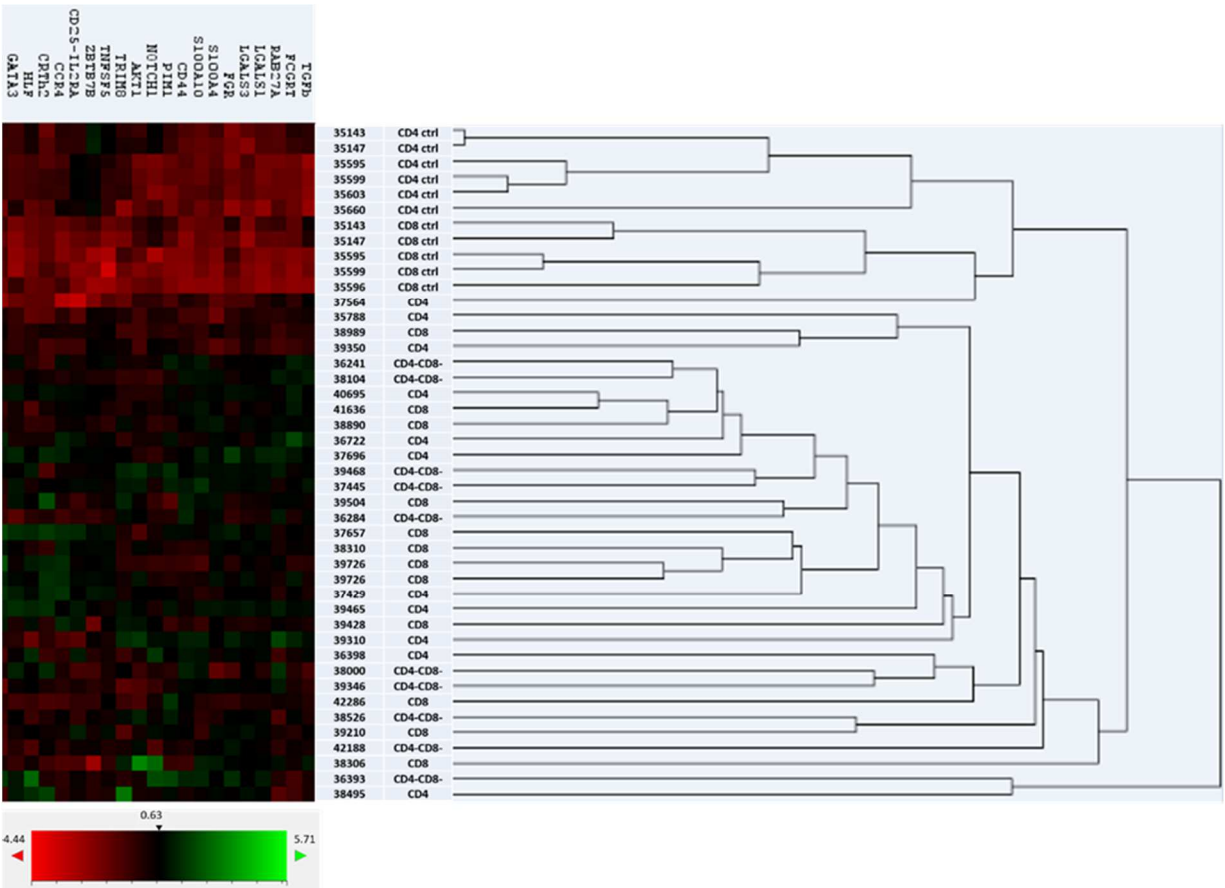 GATA3
HLF
CRTh2
CCR4
CD25-IL2RA
ZBTB7B
TNFSF5
TRIM8
AKT1
NOTCH1
PIM1
CD44
S100A10
S100A4
FGR
LGALS3
LGALS1
RAB27A
FCGRT
TGFb
35143 CD4 ctrl
35147 CD4 ctrl
35595 CD4 ctrl
35599 CD4 ctrl
35603 CD4 ctrl
35660 CD4 ctrl
35143 CD8 ctrl
35147 CD8 ctrl
35595 CD8 ctrl
35599 CD8 ctrl
35596 CD8 ctrl
37564 CD4
35788 CD4
38989 CD8
39350 CD4
36241 CD4-CD8-
38104 CD4-CD8-
40695 CD4
41636 CD8
38890 CD8
36722 CD4
37696 CD4
39468 CD4-CD8-
37445 CD4-CD8-
39504 CD8
36284 CD4-CD8-
37657 CD8
38310 CD8
39726 CD8
39726 CD8
37429 CD4
39465 CD4
39428 CD8
39310 CD4
36398 CD4
38000 CD4-CD8-
39346 CD4-CD8-
42286 CD8
38526 CD4-CD8-
39210 CD8
42188 CD4-CD8-
38306 CD8
36393 CD4-CD8-
38495 CD4
0.63
-4.44 5.71